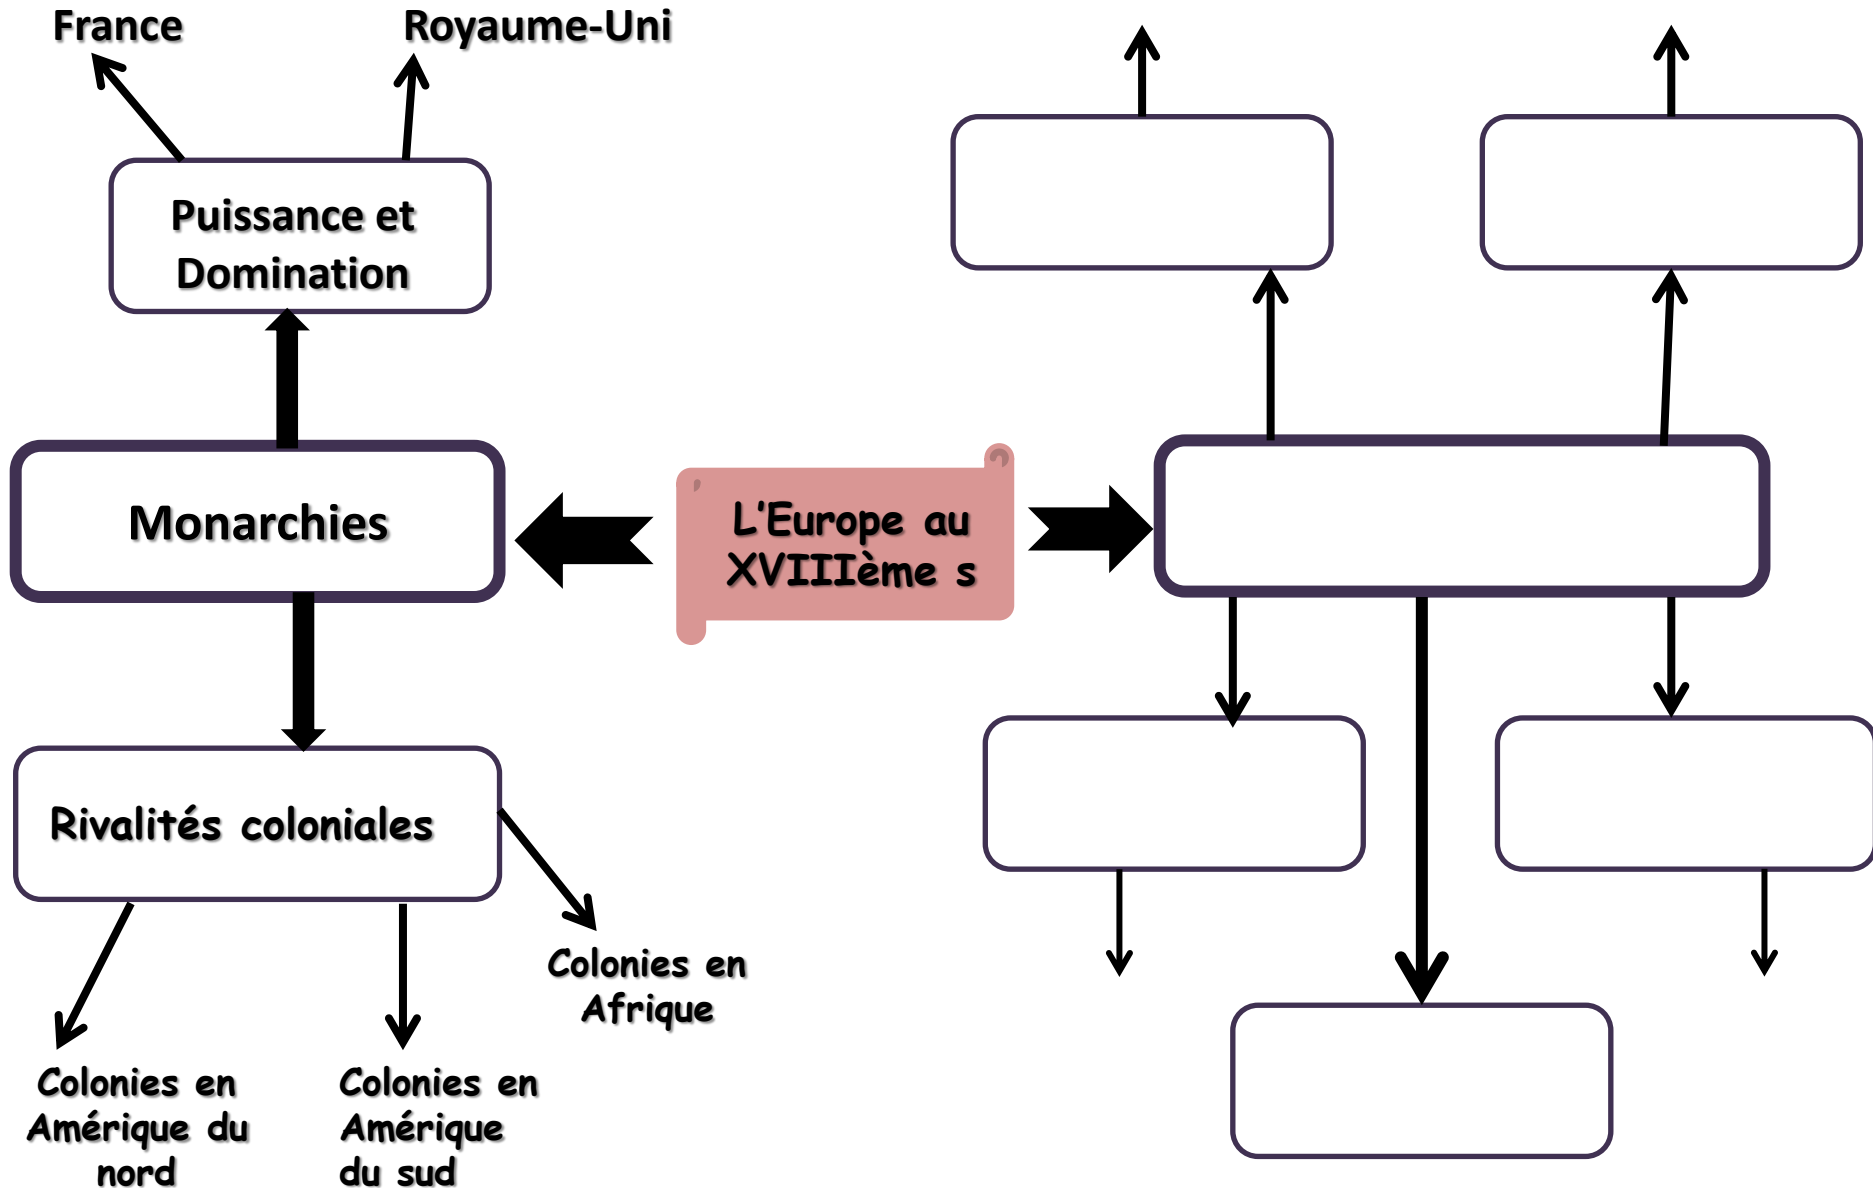 France
Royaume-Uni
Puissance et
Domination
Monarchies
L'Europe au
XVIIIème s
Rivalités coloniales
Colonies en
Afrique
Colonies en
Amérique du
nord
Colonies en
Amérique
du sud